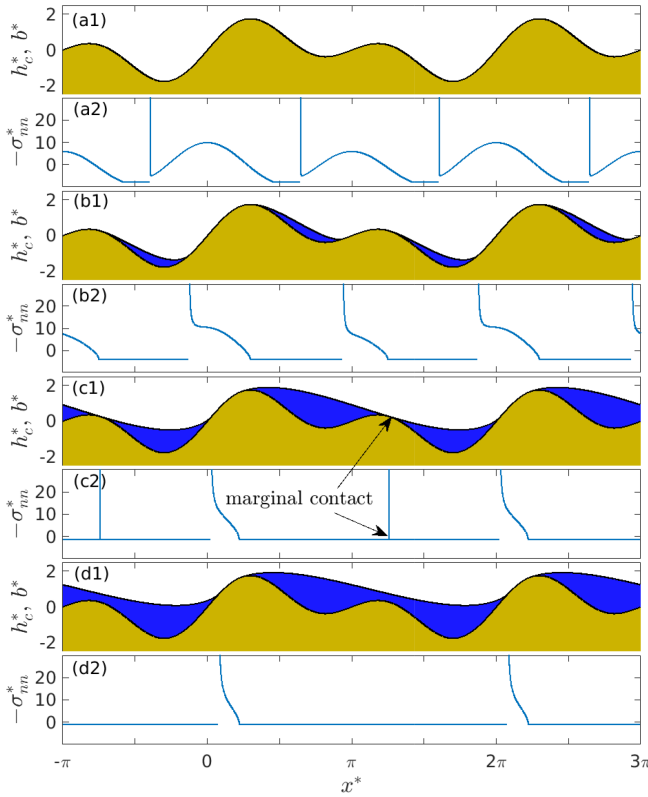 (a1)
2
0
-2
h*c, b*
(a2)
20
10
0
−σ*nn
(b1)
2
0
-2
h*c, b*
(b2)
20
10
0
−σ*nn
(c1)
2
0
-2
h*c, b*
(c2)
20
10
0
−σ*nn
marginal contact
(d1)
2
0
-2
h*c, b*
(d2)
20
10
0
−σ*nn
-π 0 π 2π 3π
x*